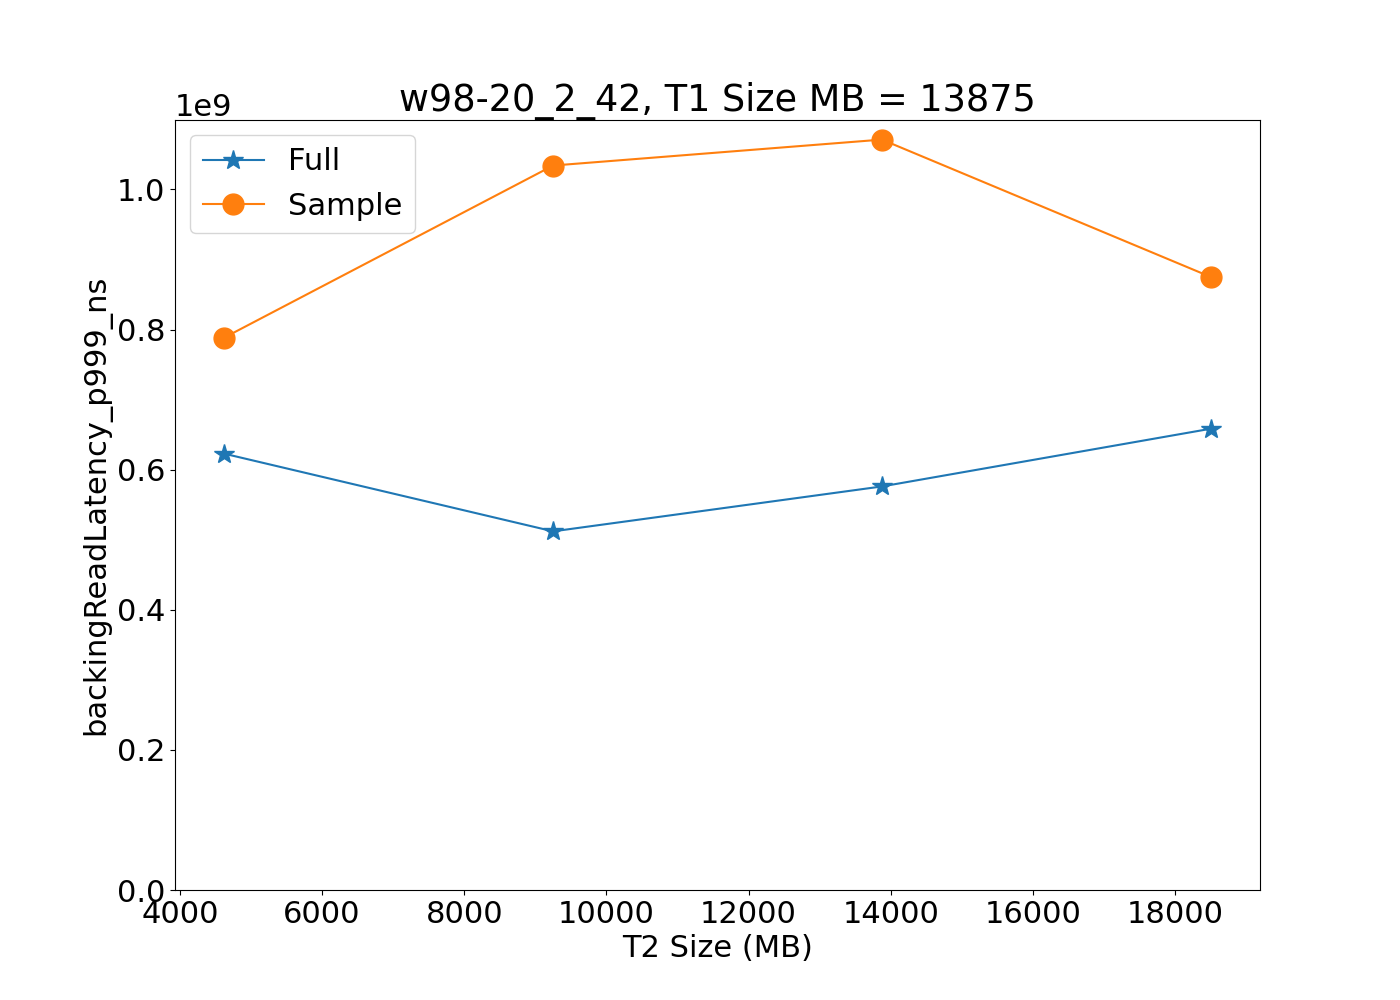 w98-20_2_42, T1 Size MB = 13875
1e9
Full
Sample
1.0
0.8
0.6
0.4
0.2
0.0
backingReadLatency_p999_ns
4000 6000 8000 10000 12000 14000 16000 18000
T2 Size (MB)